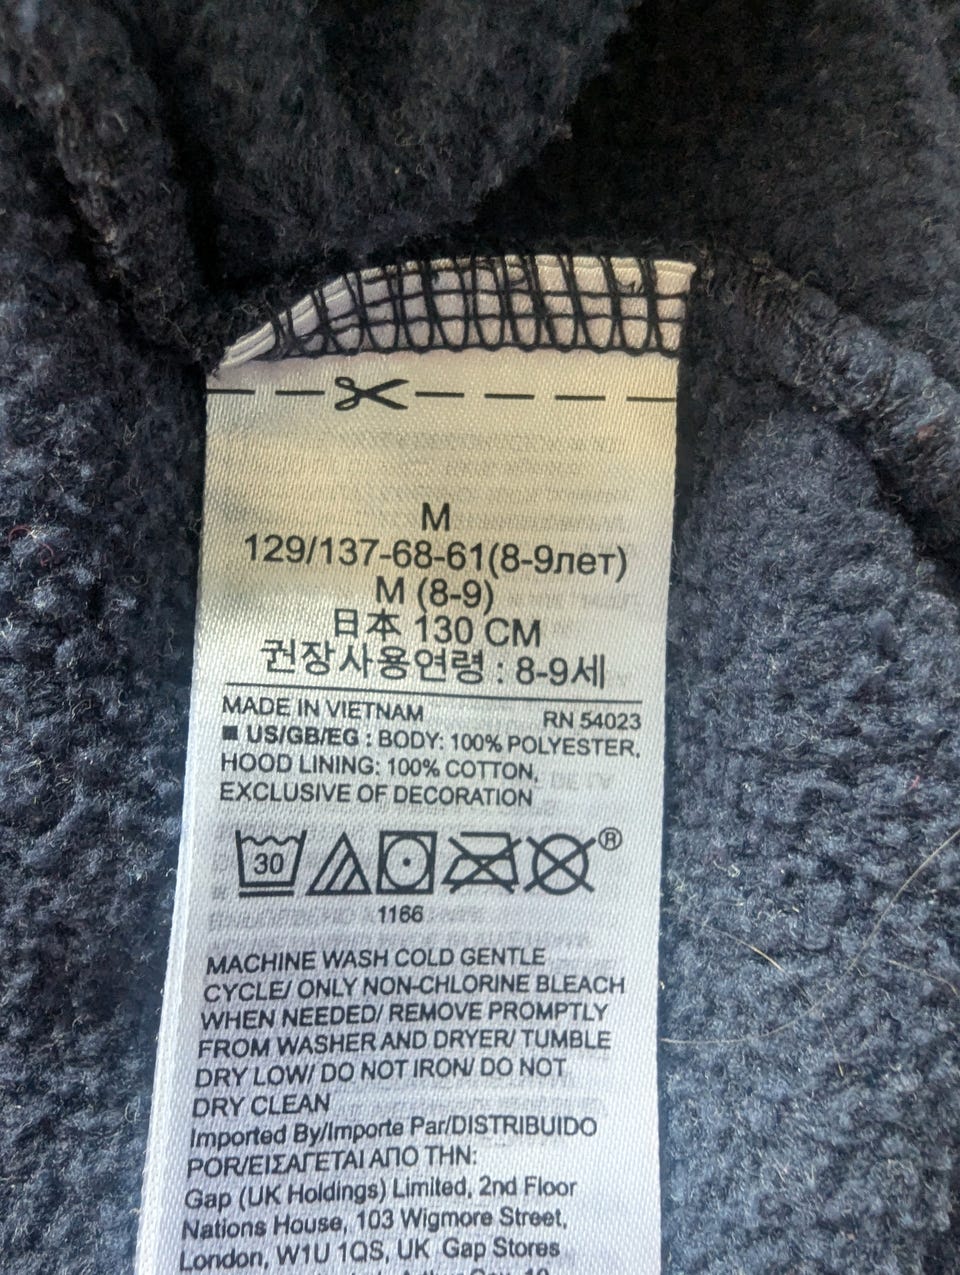 M
129/137-68-61(8-9лет)
M (8-9)
日本 130 CM
권장사용연령 : 8-9세
MADE IN VIETNAM RN 54023
■ US/GB/EG : BODY: 100% POLYESTER,
HOOD LINING: 100% COTTON,
EXCLUSIVE OF DECORATION
30 ®
1166
MACHINE WASH COLD GENTLE
CYCLE/ ONLY NON-CHLORINE BLEACH
WHEN NEEDED/ REMOVE PROMPTLY
FROM WASHER AND DRYER/ TUMBLE
DRY LOW/ DO NOT IRON/ DO NOT
DRY CLEAN
Imported By/Importe Par/DISTRIBUIDO
POR/ΕΙΣΑΓΕΤΑΙ ΑΠΟ ΤΗΝ:
Gap (UK Holdings) Limited, 2nd Floor
Nations House, 103 Wigmore Street,
London, W1U 1QS, UK Gap Stores